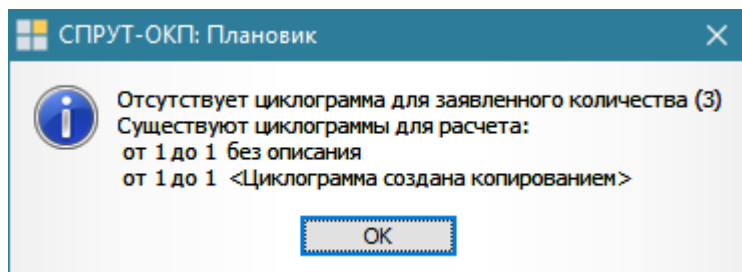 СПРУТ-ОКП: Плановик
Отсутствует циклограмма для заявленного количества (3)
Существуют циклограммы для расчета:
от 1 до 1 без описания
от 1 до 1 <Циклограмма создана копированием>
OK